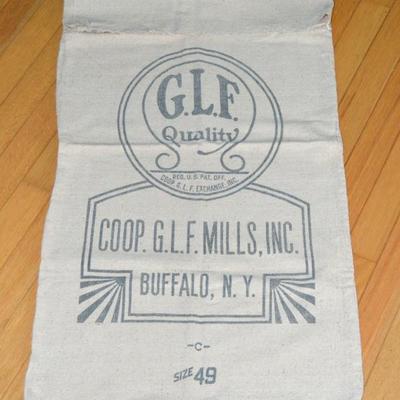 G.L.F.
Quality
REG. U.S. PAT. OFF.
COOP. G. L. F. EXCHANGE, INC.
COOP. G.L.F. MILLS, INC.
BUFFALO, N. Y.
-C-
SIZE 49